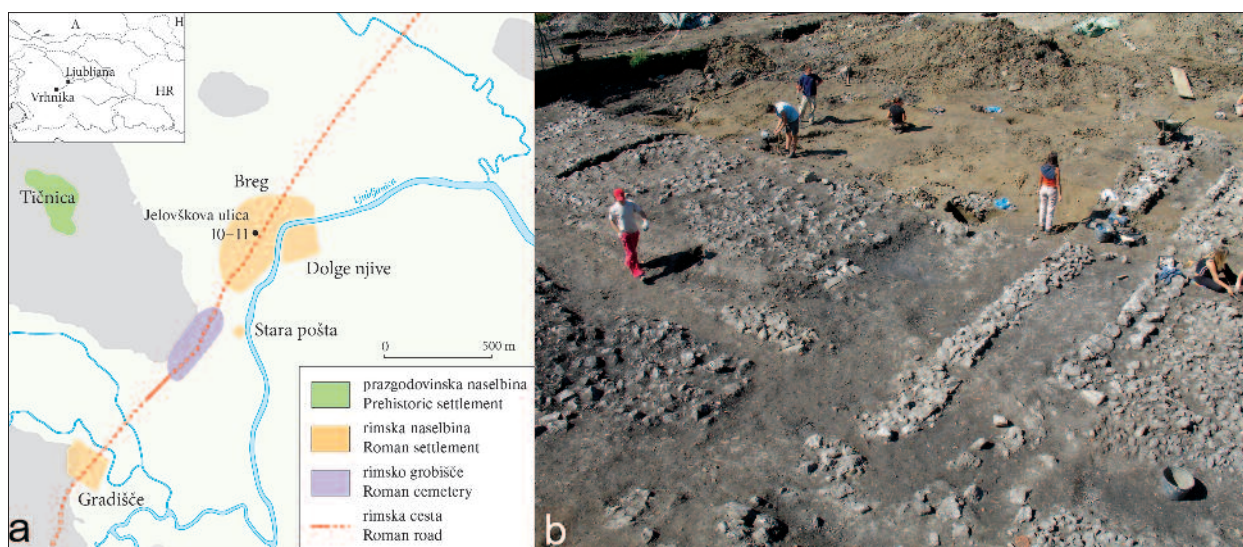 A
H
Ljubljana
Vrhnika
HR
Tičnica
Breg
Ljubljanica
Jelovškova ulica
10–11
Dolge njive
Stara pošta
0 500 m
prazgodovinska naselbina
Prehistoric settlement
rimska naselbina
Roman settlement
rimsko grobišče
Roman cemetery
rimska cesta
Roman road
Gradišče
a
b